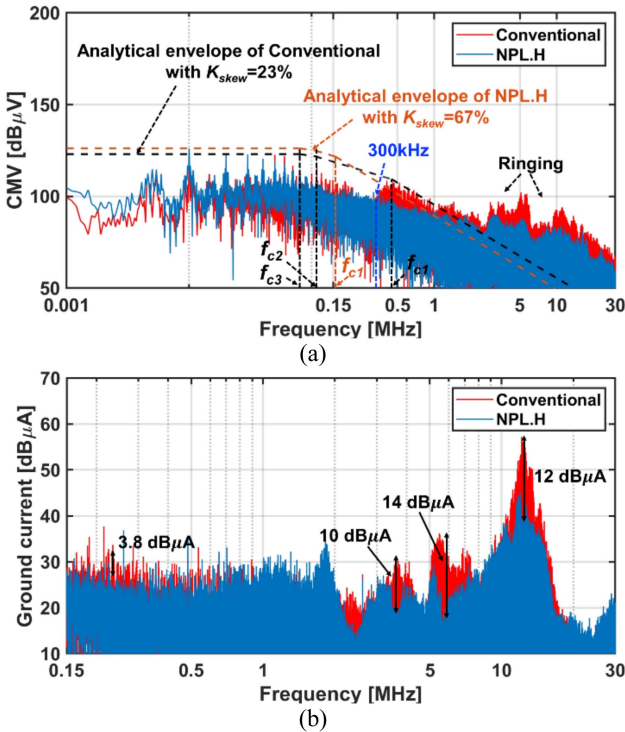 (a)
200
150
100
50
CMV [dBµV]
Conventional
NPL.H
Analytical envelope of Conventional
with Kskew=23%
Analytical envelope of NPL.H
with Kskew=67%
300kHz
Ringing
fc2
fc3
fc1
fc1
0.001
0.15
0.5
1
5
10
30
Frequency [MHz]
(a)
70
60
50
40
30
20
10
Ground current [dBµA]
Conventional
NPL.H
3.8 dBµA
10 dBµA
14 dBµA
12 dBµA
0.15
0.5
1
5
10
30
Frequency [MHz]
(b)